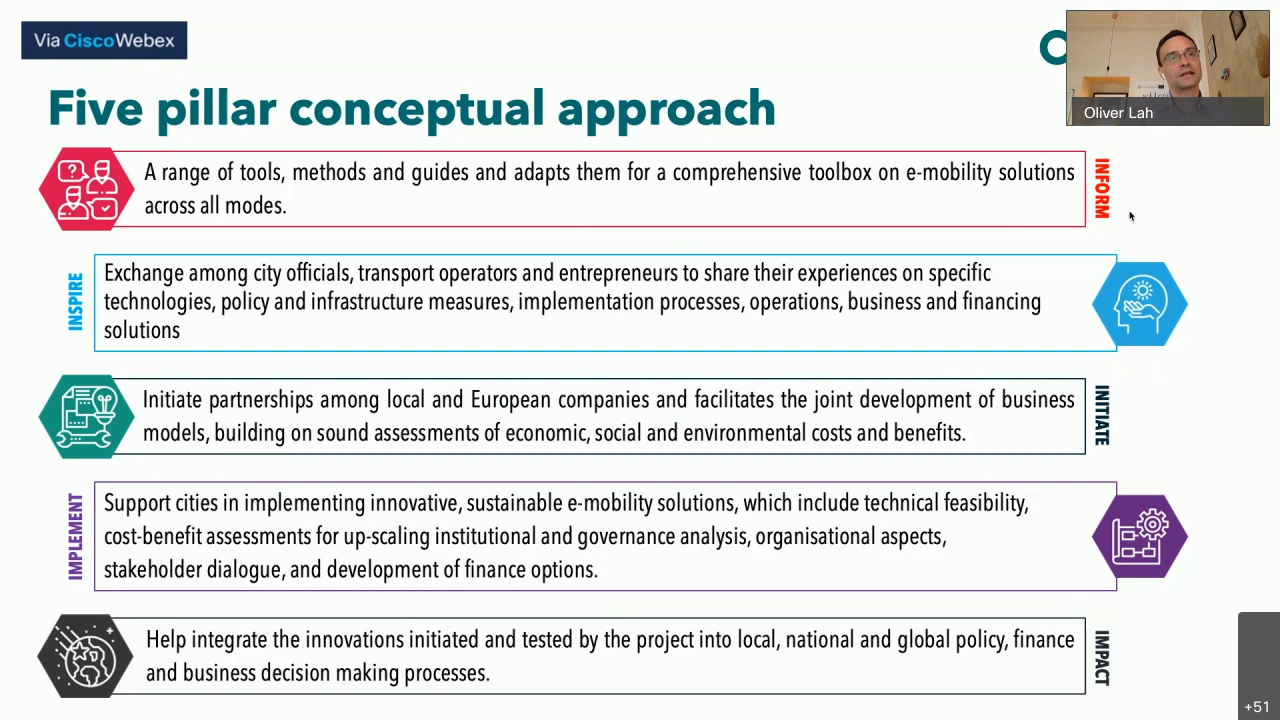 Via Cisco Webex
Oliver Lah
Five pillar conceptual approach
A range of tools, methods and guides and adapts them for a comprehensive toolbox on e-mobility solutions
across all modes.
INFORM
INSPIRE
Exchange among city officials, transport operators and entrepreneurs to share their experiences on specific
technologies, policy and infrastructure measures, implementation processes, operations, business and financing
solutions
Initiate partnerships among local and European companies and facilitates the joint development of business
models, building on sound assessments of economic, social and environmental costs and benefits.
INITIATE
IMPLEMENT
Support cities in implementing innovative, sustainable e-mobility solutions, which include technical feasibility,
cost-benefit assessments for up-scaling institutional and governance analysis, organisational aspects,
stakeholder dialogue, and development of finance options.
Help integrate the innovations initiated and tested by the project into local, national and global policy, finance
and business decision making processes.
IMPACT
+51